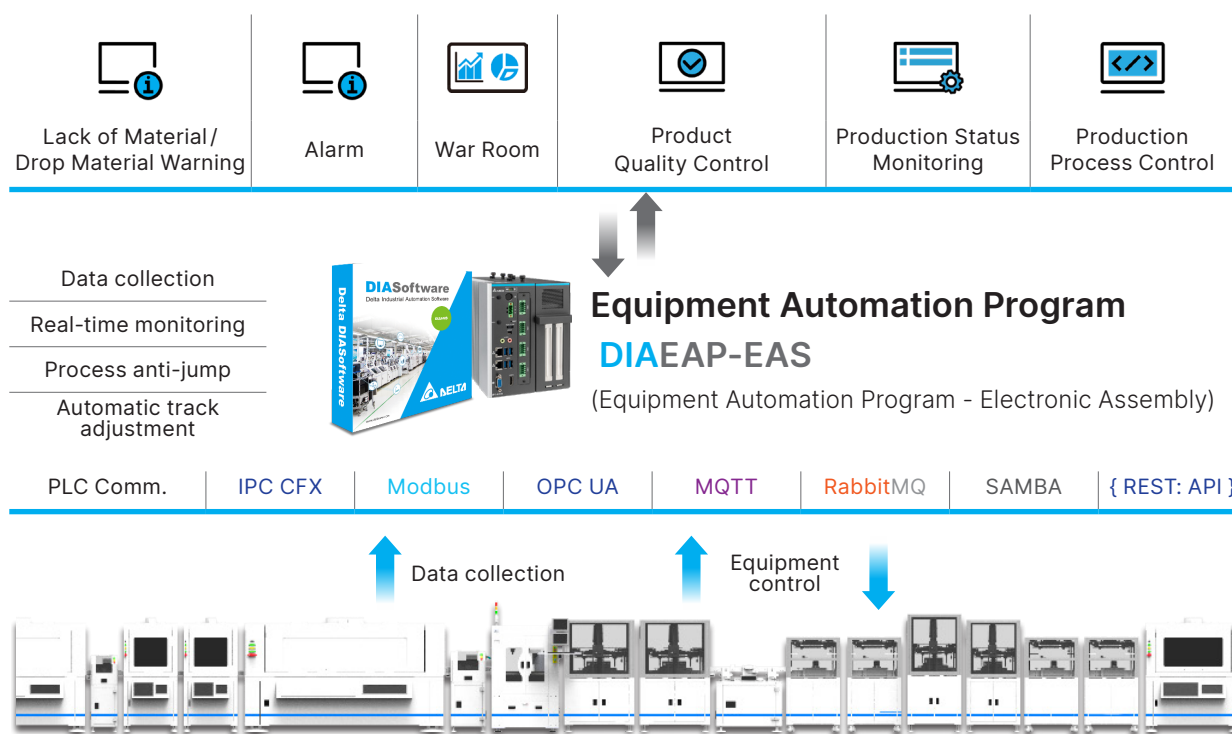 Lack of Material/
Drop Material Warning
Alarm
War Room
Product
Quality Control
Production Status
Monitoring
Production
Process Control
Data collection
Real-time monitoring
Process anti-jump
Automatic track
adjustment
Delta DIASoftware
DIASoftware
Delta Industrial Automation Software
DELTA
Equipment Automation Program
DIAEAP-EAS
(Equipment Automation Program - Electronic Assembly)
PLC Comm.
IPC CFX
Modbus
OPC UA
MQTT
RabbitMQ
SAMBA
{ REST: API }
Data collection
Equipment
control